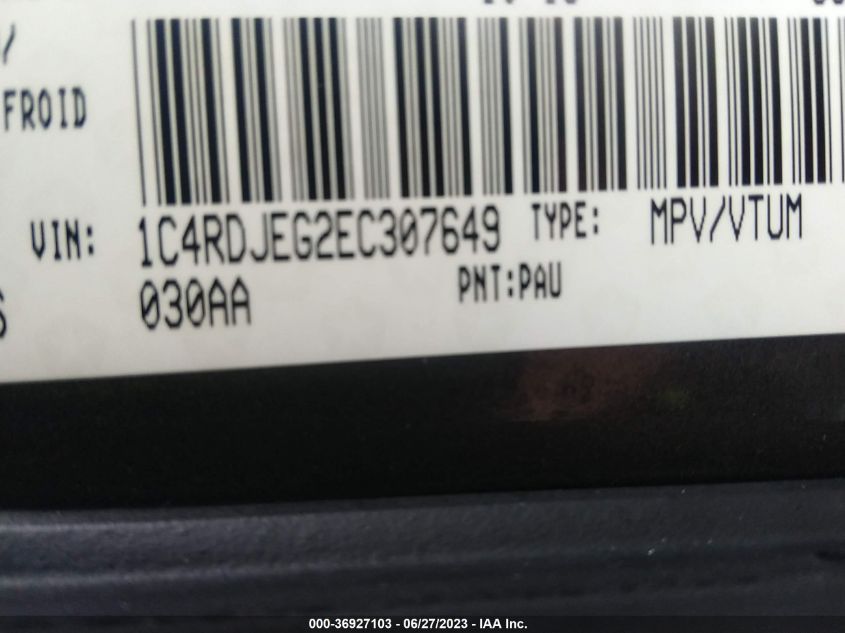 FROID
VIN: 1C4RDJEG2EC307649 TYPE: MPV/VTUM
030AA PNT:PAU
000-36927103 - 06/27/2023 - IAA Inc.